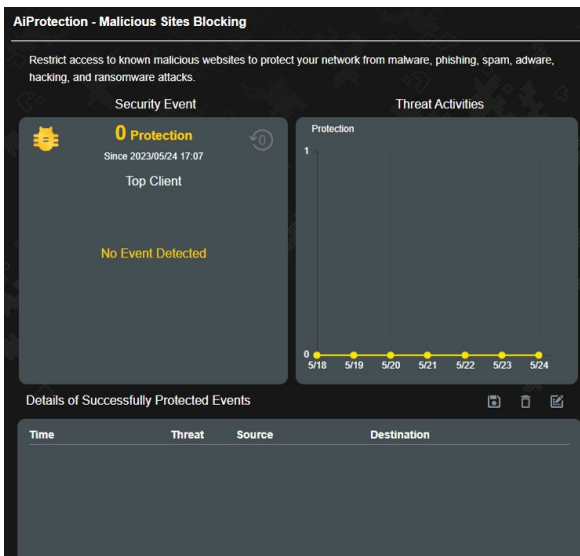 AiProtection - Malicious Sites Blocking
Restrict access to known malicious websites to protect your network from malware, phishing, spam, adware,
hacking, and ransomware attacks.
Security Event
Threat Activities
0 Protection
Since 2023/05/24 17:07
Top Client
No Event Detected
0
Protection
1
0
5/18 5/19 5/20 5/21 5/22 5/23 5/24
Details of Successfully Protected Events
Time Threat Source Destination